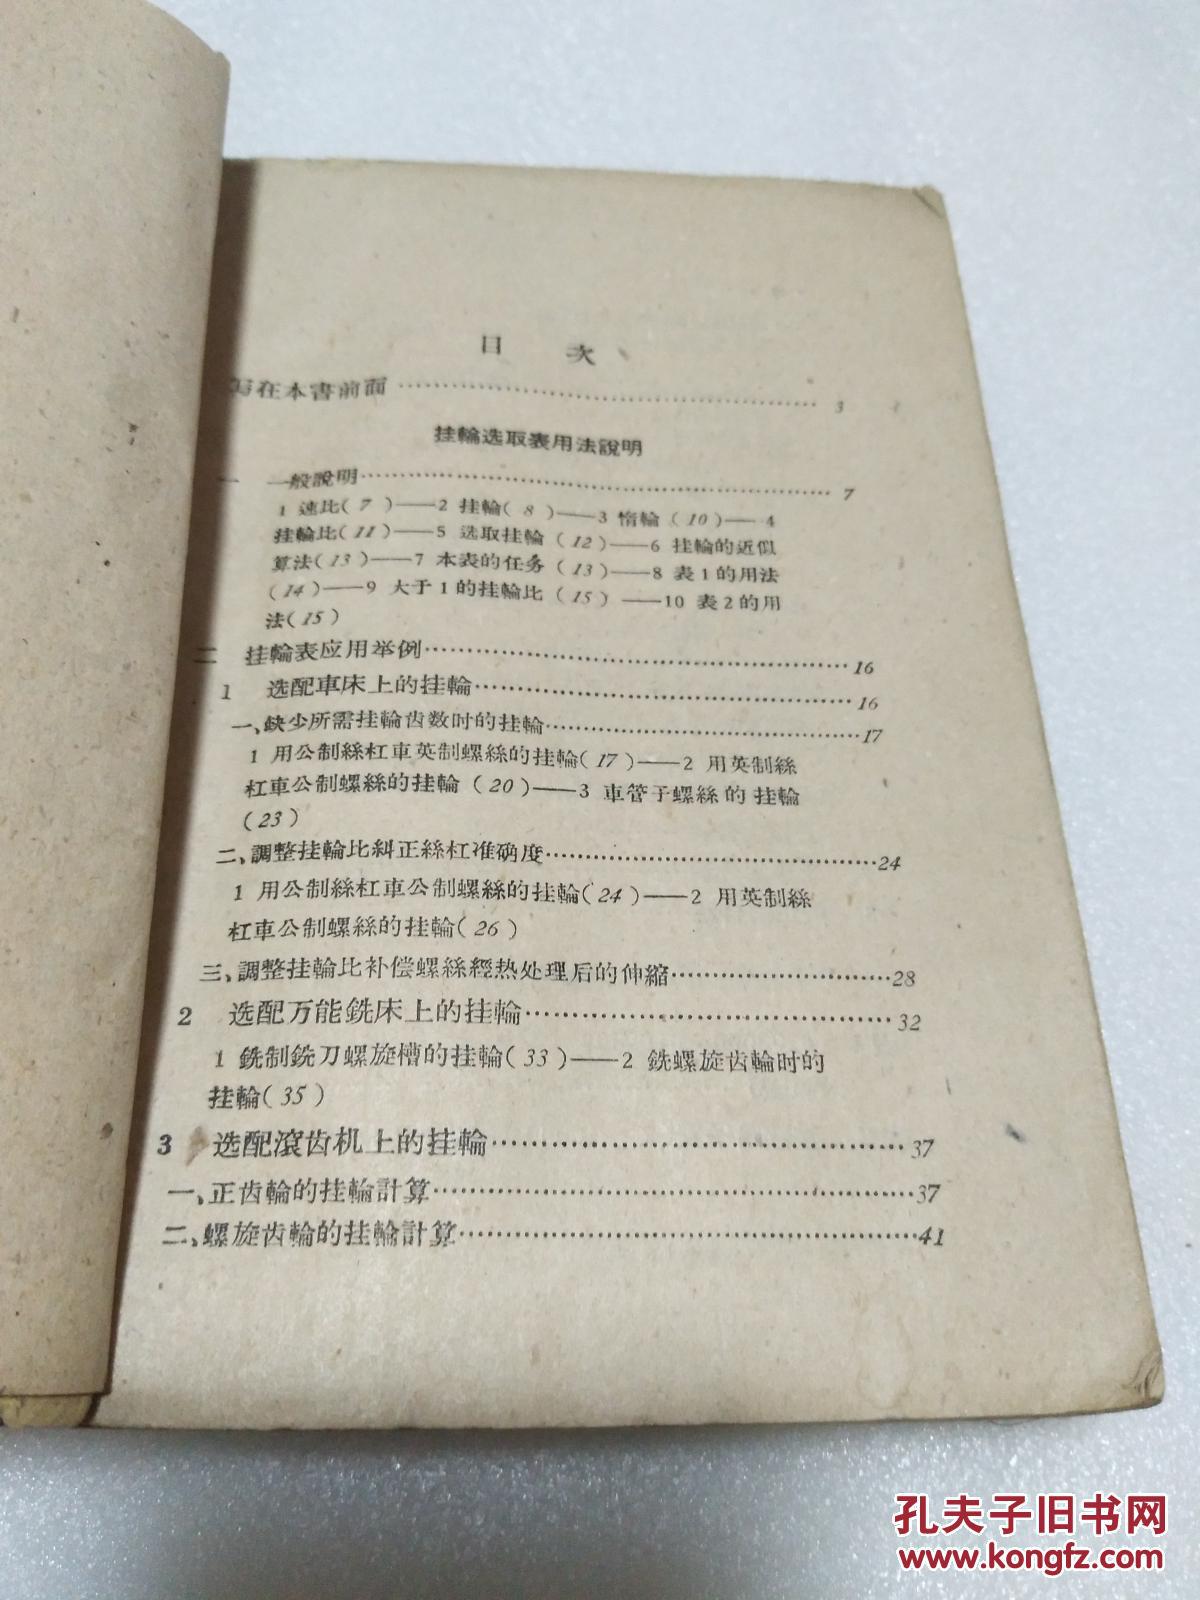 目 次
写在本書前面 3
挂輪选取表用法說明
一 一般說明 7
1 速比(7)——2 挂輪(8)——3 惰輪(10)——4
挂輪比(11)——5 选取挂輪(12)——6 挂輪的近似
算法(13)——7 本表的任务(13)——8 表1的用法
(14)——9 大于1的挂輪比(15)——10 表2的用
法(15)
二 挂輪表应用举例 16
1 选配車床上的挂輪 16
一、缺少所需挂輪齿数时的挂輪 17
1 用公制絲杠車英制螺絲的挂輪(17)——2 用英制絲
杠車公制螺絲的挂輪(20)——3 車管子螺絲的挂輪
(23)
二、調整挂輪比糾正絲杠准确度 24
1 用公制絲杠車公制螺絲的挂輪(24)——2 用英制絲
杠車公制螺絲的挂輪(26)
三、調整挂輪比补偿螺絲經热处理后的伸縮 28
2 选配万能銑床上的挂輪 32
1 銑制銑刀螺旋槽的挂輪(33)——2 銑螺旋齿輪时的
挂輪(35)
3 选配滾齿机上的挂輪 37
一、正齿輪的挂輪計算 37
二、螺旋齿輪的挂輪計算 41
孔夫子旧书网
www.kongfz.com